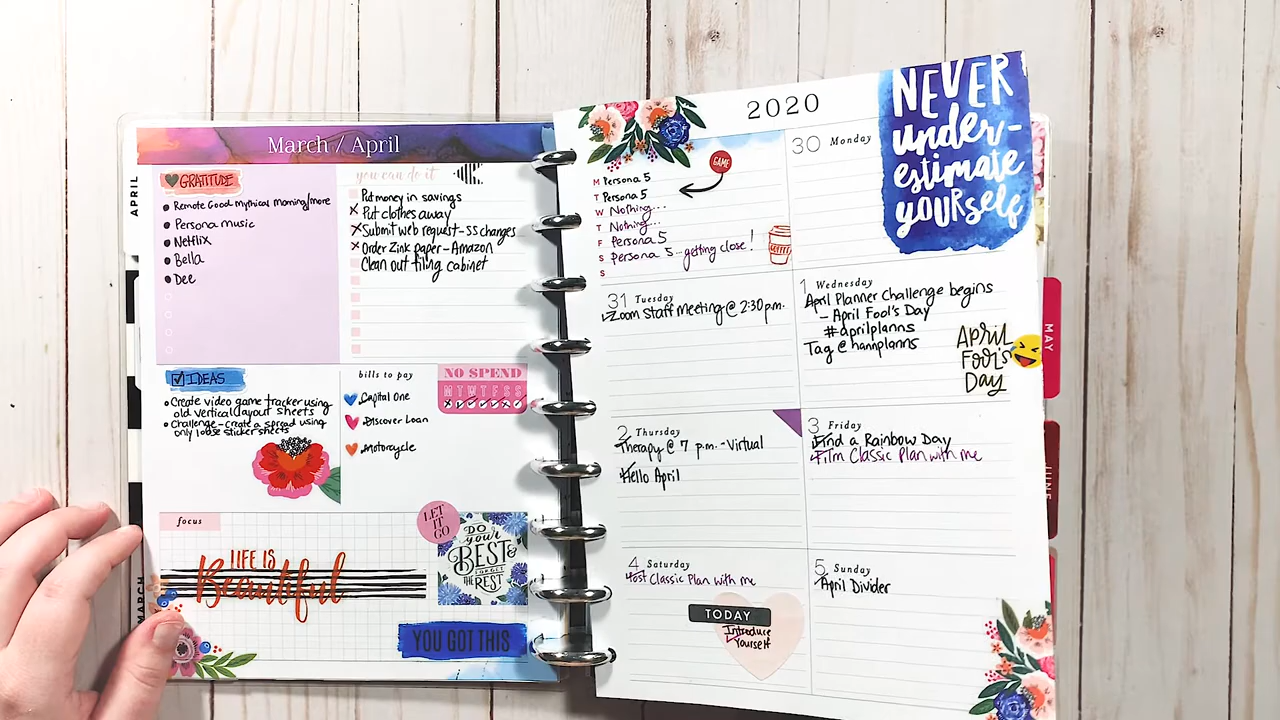 March / April
APRIL
GRATITUDE
Remote Good mythical morning/more
Persona music
Netflix
Bella
Dee
you can do it
Put money in savings
Put clothes away
Submit web request - SS changes
Order Zink paper - Amazon
Clean out filing cabinet
IDEAS
Create video game tracker using
old vertical layout sheets
Challenge - create a spread using
only loose sticker sheets
bills to pay
Capital One
Discover Loan
Motorcycle
NO SPEND
M T W T F S S
focus
LIFE IS
Beautiful
LET
IT
GO
DO
your
BEST &
FORGET
THE REST
YOU GOT THIS
MARCH
2020
GAME
M Persona 5
T Persona 5
W Nothing...
T Nothing...
F Persona 5
S Persona 5...getting close!
S
30 Monday
NEVER
under-
estimate
yourself
31 Tuesday
Zoom Staff Meeting @ 2:30 p.m.
1 Wednesday
April Planner Challenge begins
- April Fool's Day
#aprilplanns
Tag @ hannplanns
APRIL
FOOL'S
DAY
2 Thursday
Therapy @ 7 p.m. - Virtual
Hello April
3 Friday
Find a Rainbow Day
Film Classic Plan with me
4 Saturday
Post Classic Plan with me
TODAY
Introduce
Yourself
5 Sunday
April Divider
MAY
JUNE